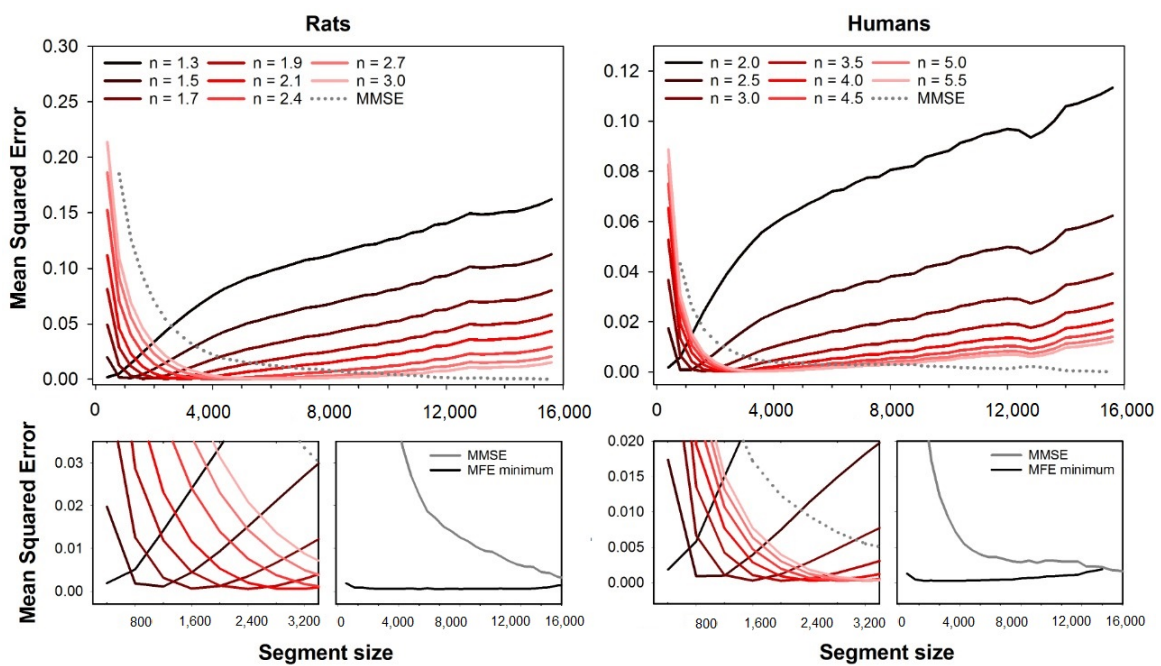 Rats
Humans
Mean Squared Error
0.30
0.25
0.20
0.15
0.10
0.05
0.00
n = 1.3
n = 1.5
n = 1.7
n = 1.9
n = 2.1
n = 2.4
n = 2.7
n = 3.0
MMSE
0
4,000
8,000
12,000
16,000
0.12
0.10
0.08
0.06
0.04
0.02
0.00
n = 2.0
n = 2.5
n = 3.0
n = 3.5
n = 4.0
n = 4.5
n = 5.0
n = 5.5
MMSE
0
4,000
8,000
12,000
16,000
Mean Squared Error
0.03
0.02
0.01
0.00
800
1,600
2,400
3,200
MMSE
MFE minimum
0
4,000
8,000
12,000
16,000
Segment size
0.020
0.015
0.010
0.005
0.000
800
1,600
2,400
3,200
MMSE
MFE minimum
0
4,000
8,000
12,000
16,000
Segment size